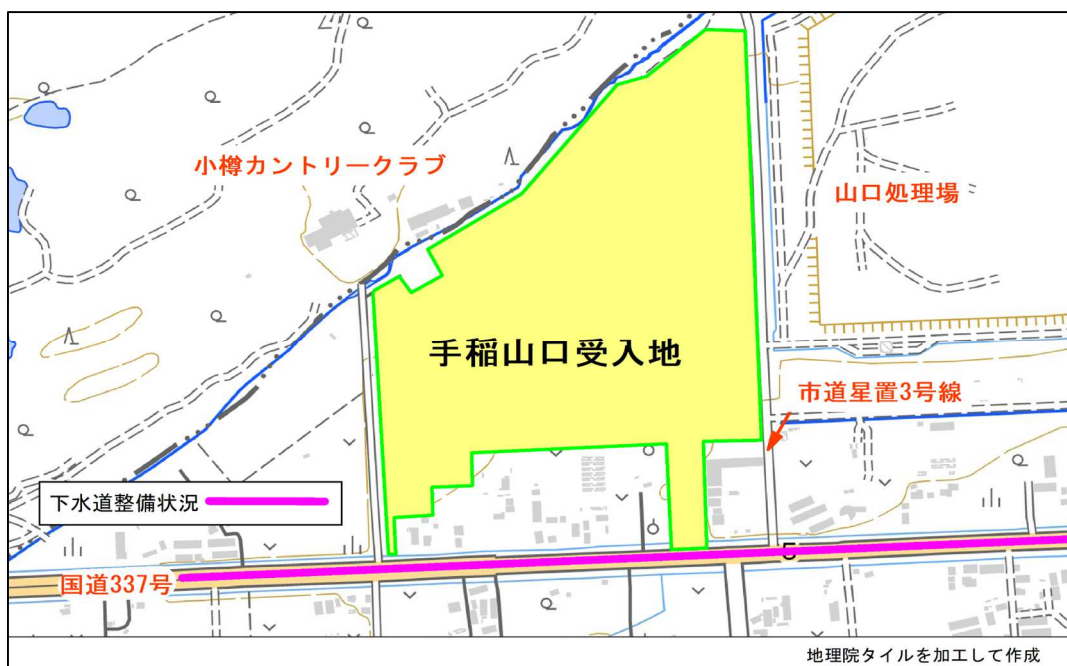 小樽カントリークラブ
山口処理場
手稲山口受入地
市道星置3号線
下水道整備状況
5
国道337号
地理院タイルを加工して作成